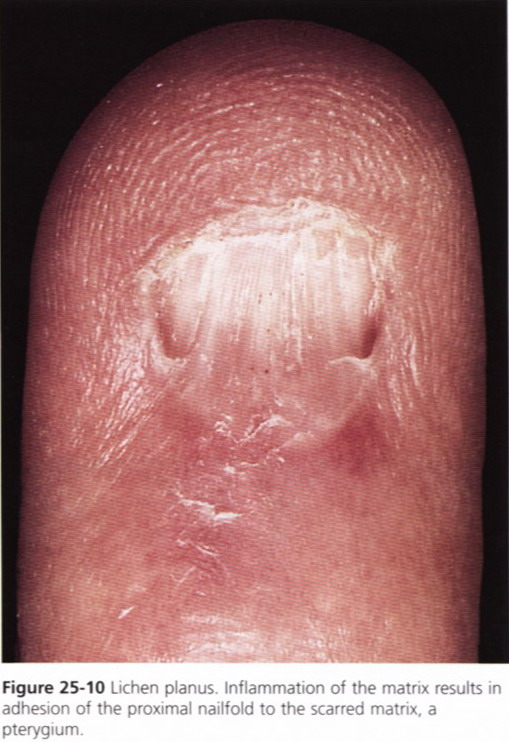 Figure 25-10 Lichen planus. Inflammation of the matrix results in
adhesion of the proximal nailfold to the scarred matrix, a
pterygium.